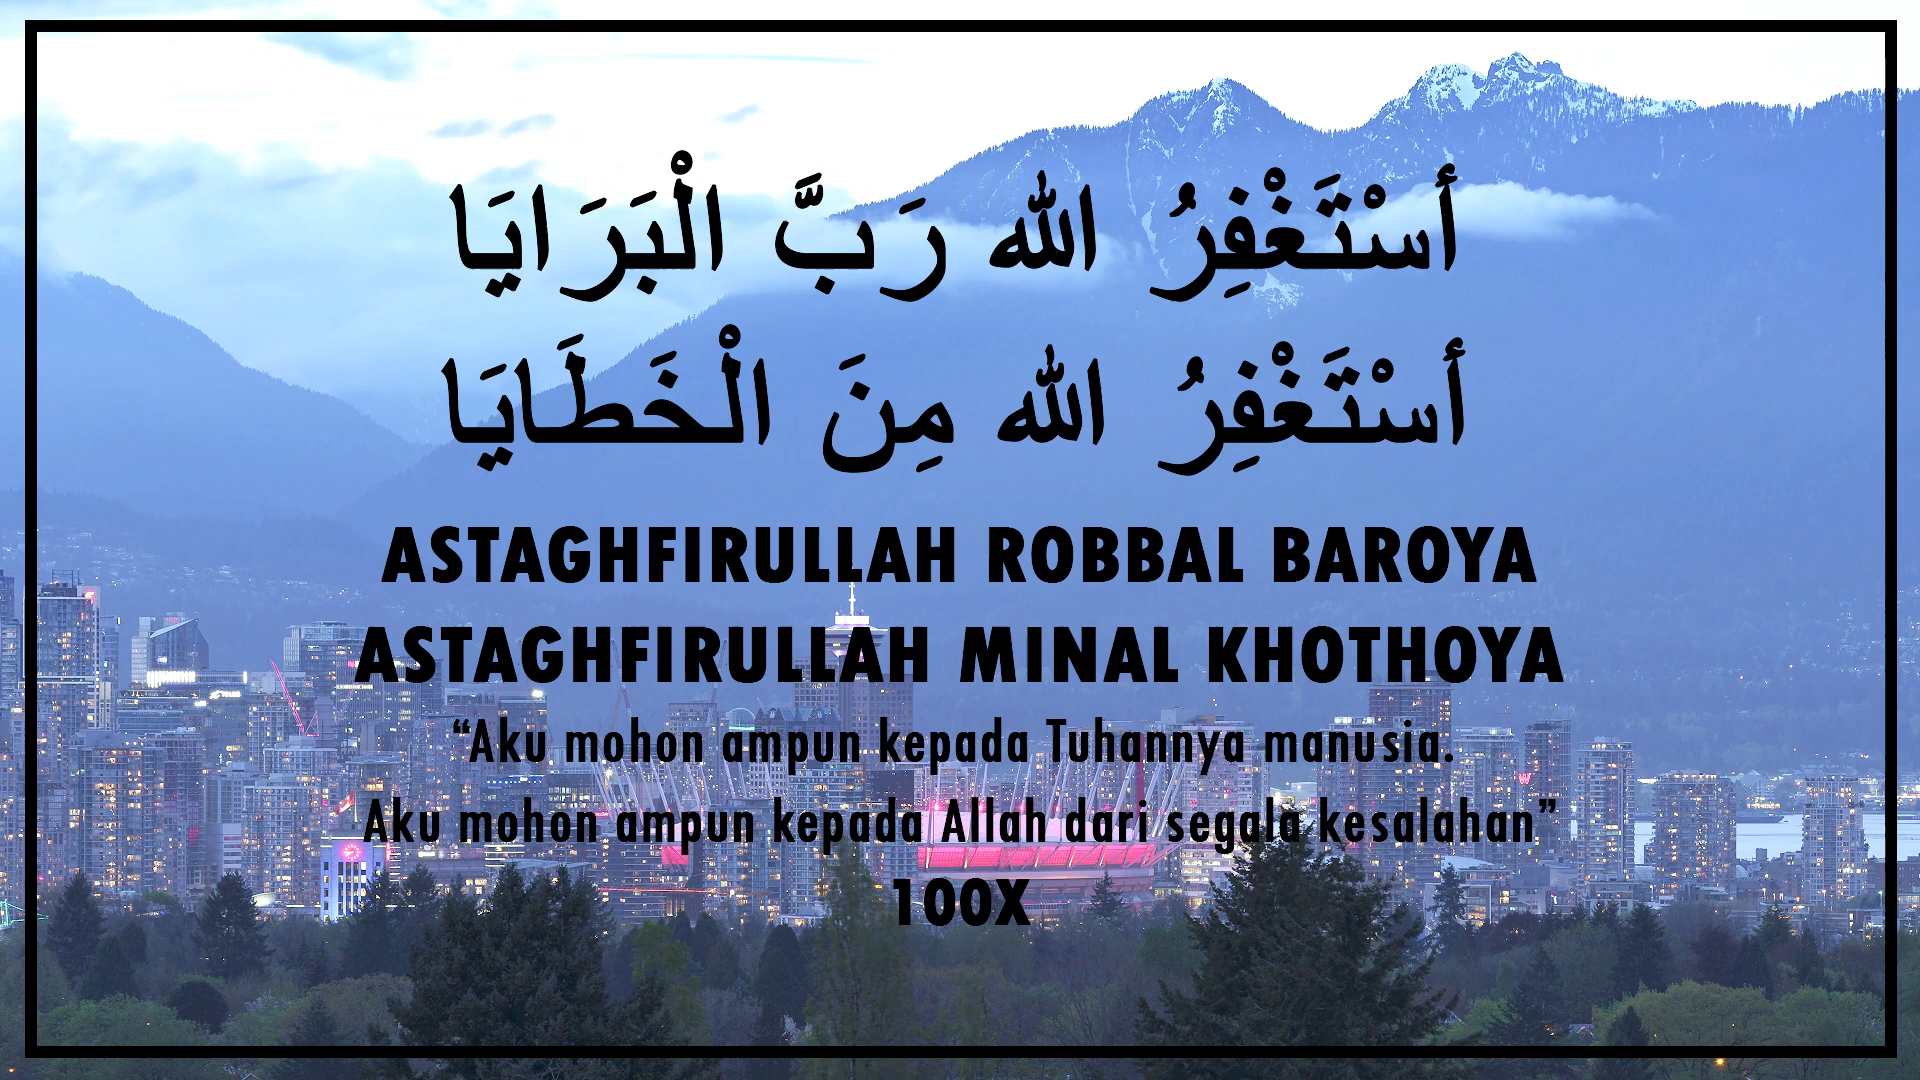 أَسْتَغْفِرُ الله رَبَّ الْبَرَايَا
أَسْتَغْفِرُ الله مِنَ الْخَطَايَا
ASTAGHFIRULLAH ROBBAL BAROYA
ASTAGHFIRULLAH MINAL KHOTHOYA
“Aku mohon ampun kepada Tuhannya manusia.
Aku mohon ampun kepada Allah dari segala kesalahan”
100X